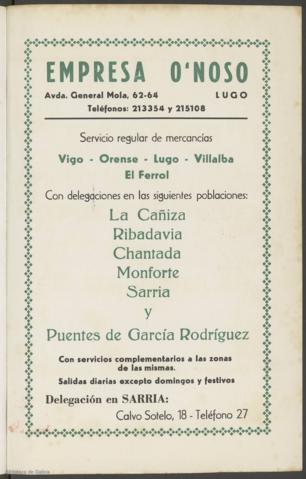 EMPRESA O'NOSO
Avda. General Mola, 62-64 LUGO
Teléfonos: 213354 y 215108
Servicio regular de mercancías
Vigo - Orense - Lugo - Villalba
El Ferrol
Con delegaciones en las siguientes poblaciones:
La Cañiza
Ribadavia
Chantada
Monforte
Sarria
y
Puentes de García Rodríguez
Con servicios complementarios a las zonas
de las mismas.
Salidas diarias excepto domingos y festivos
Delegación en SARRIA:
Calvo Sotelo, 18 - Teléfono 27
Biblioteca de Galicia